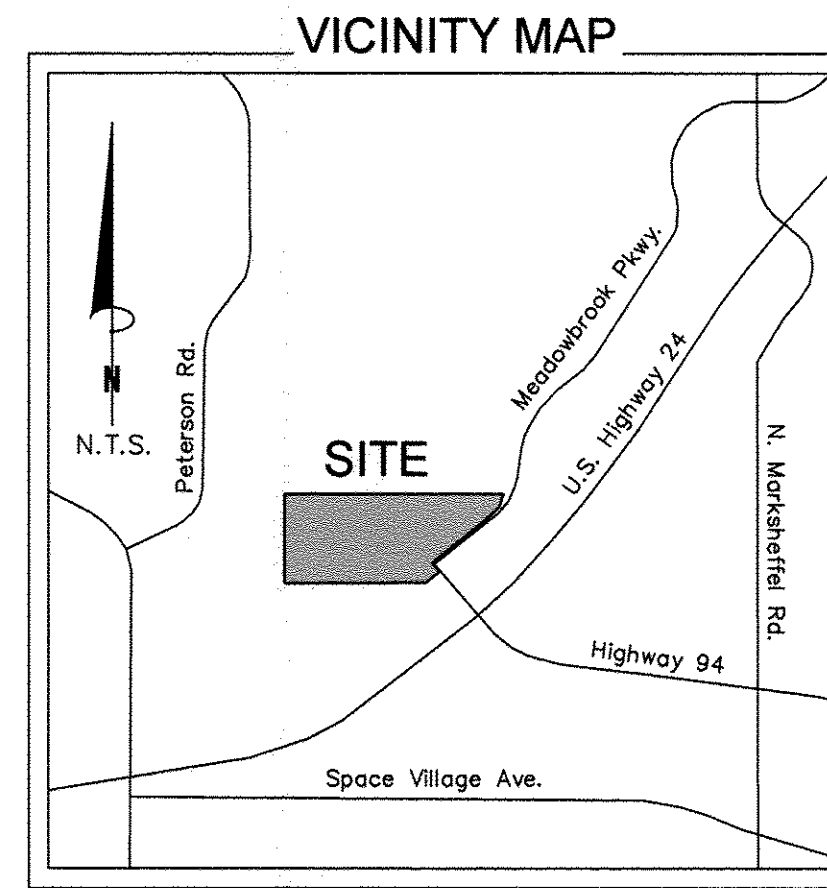 VICINITY MAP
N
N.T.S.
Peterson Rd.
SITE
Meadowbrook Pkwy.
U.S. Highway 24
N. Marksheffel Rd.
Highway 94
Space Village Ave.